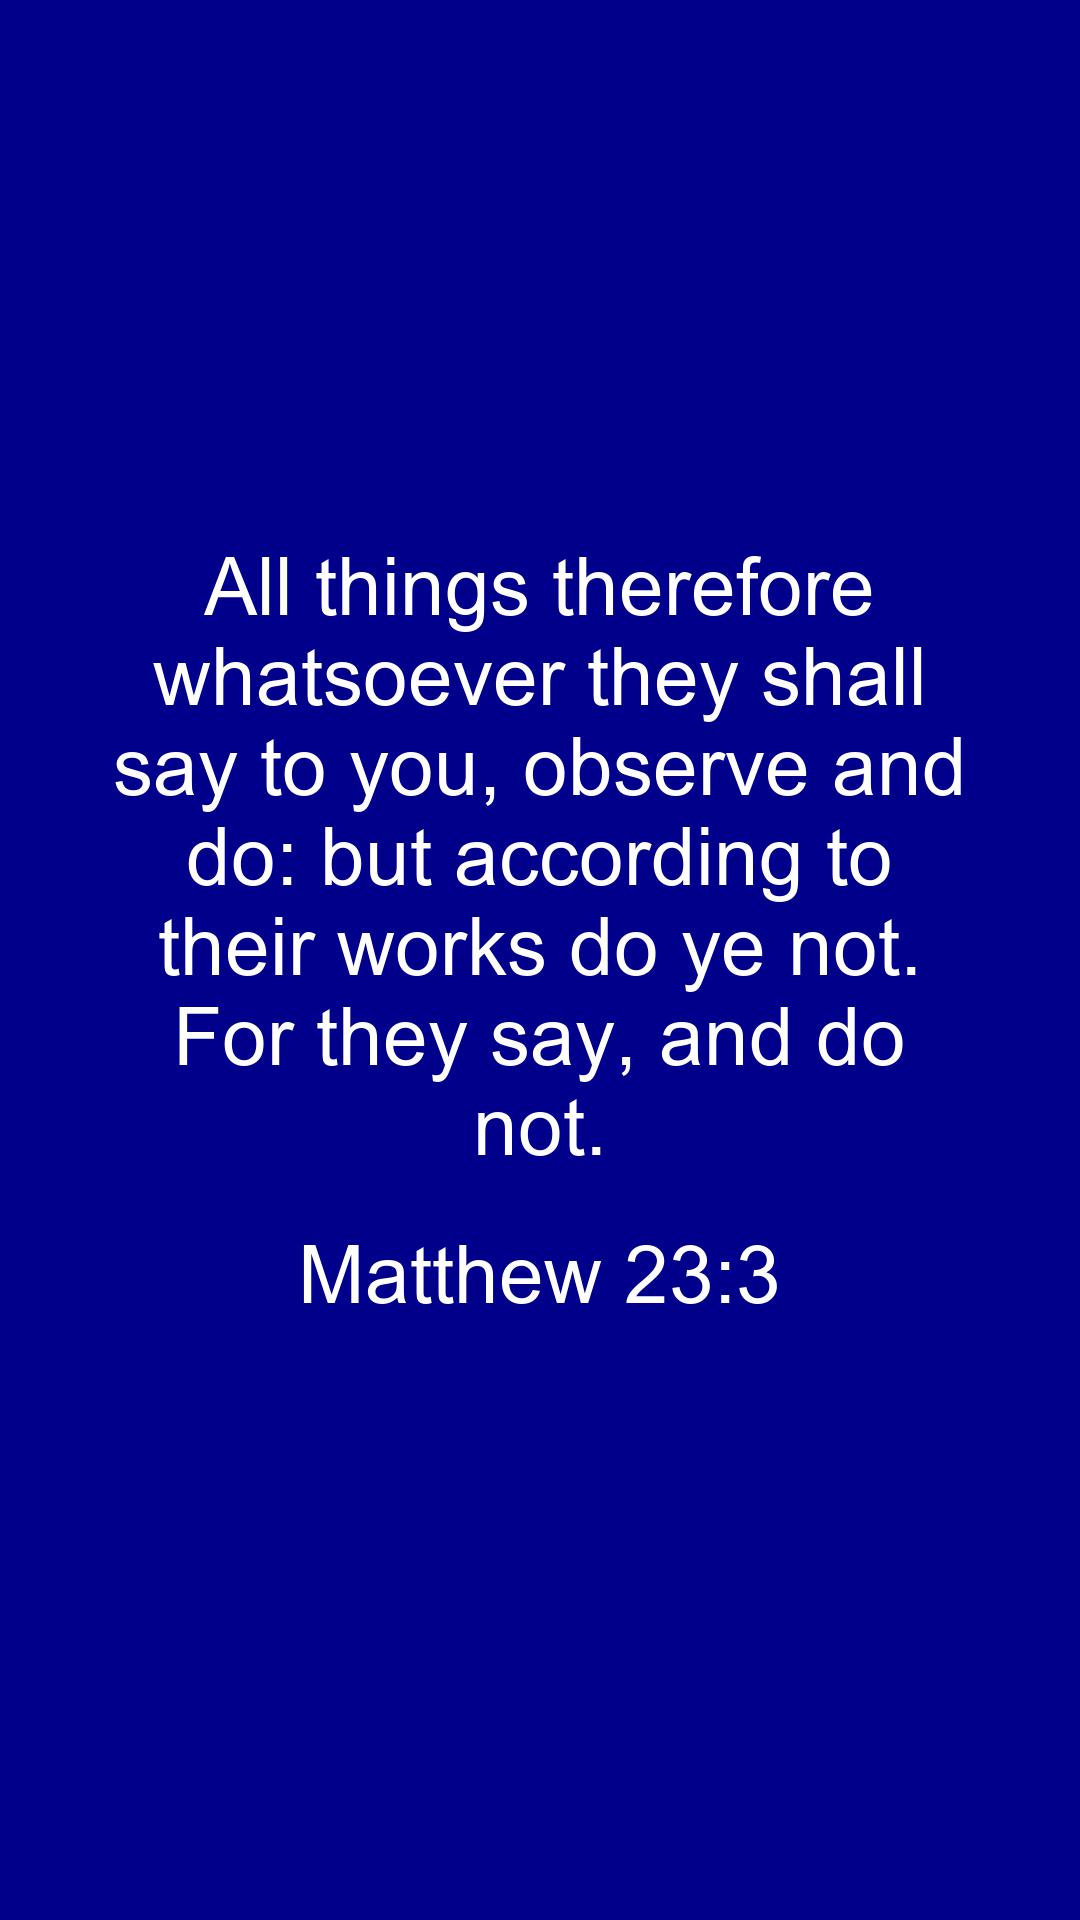 All things therefore
whatsoever they shall
say to you, observe and
do: but according to
their works do ye not.
For they say, and do
not.
Matthew 23:3